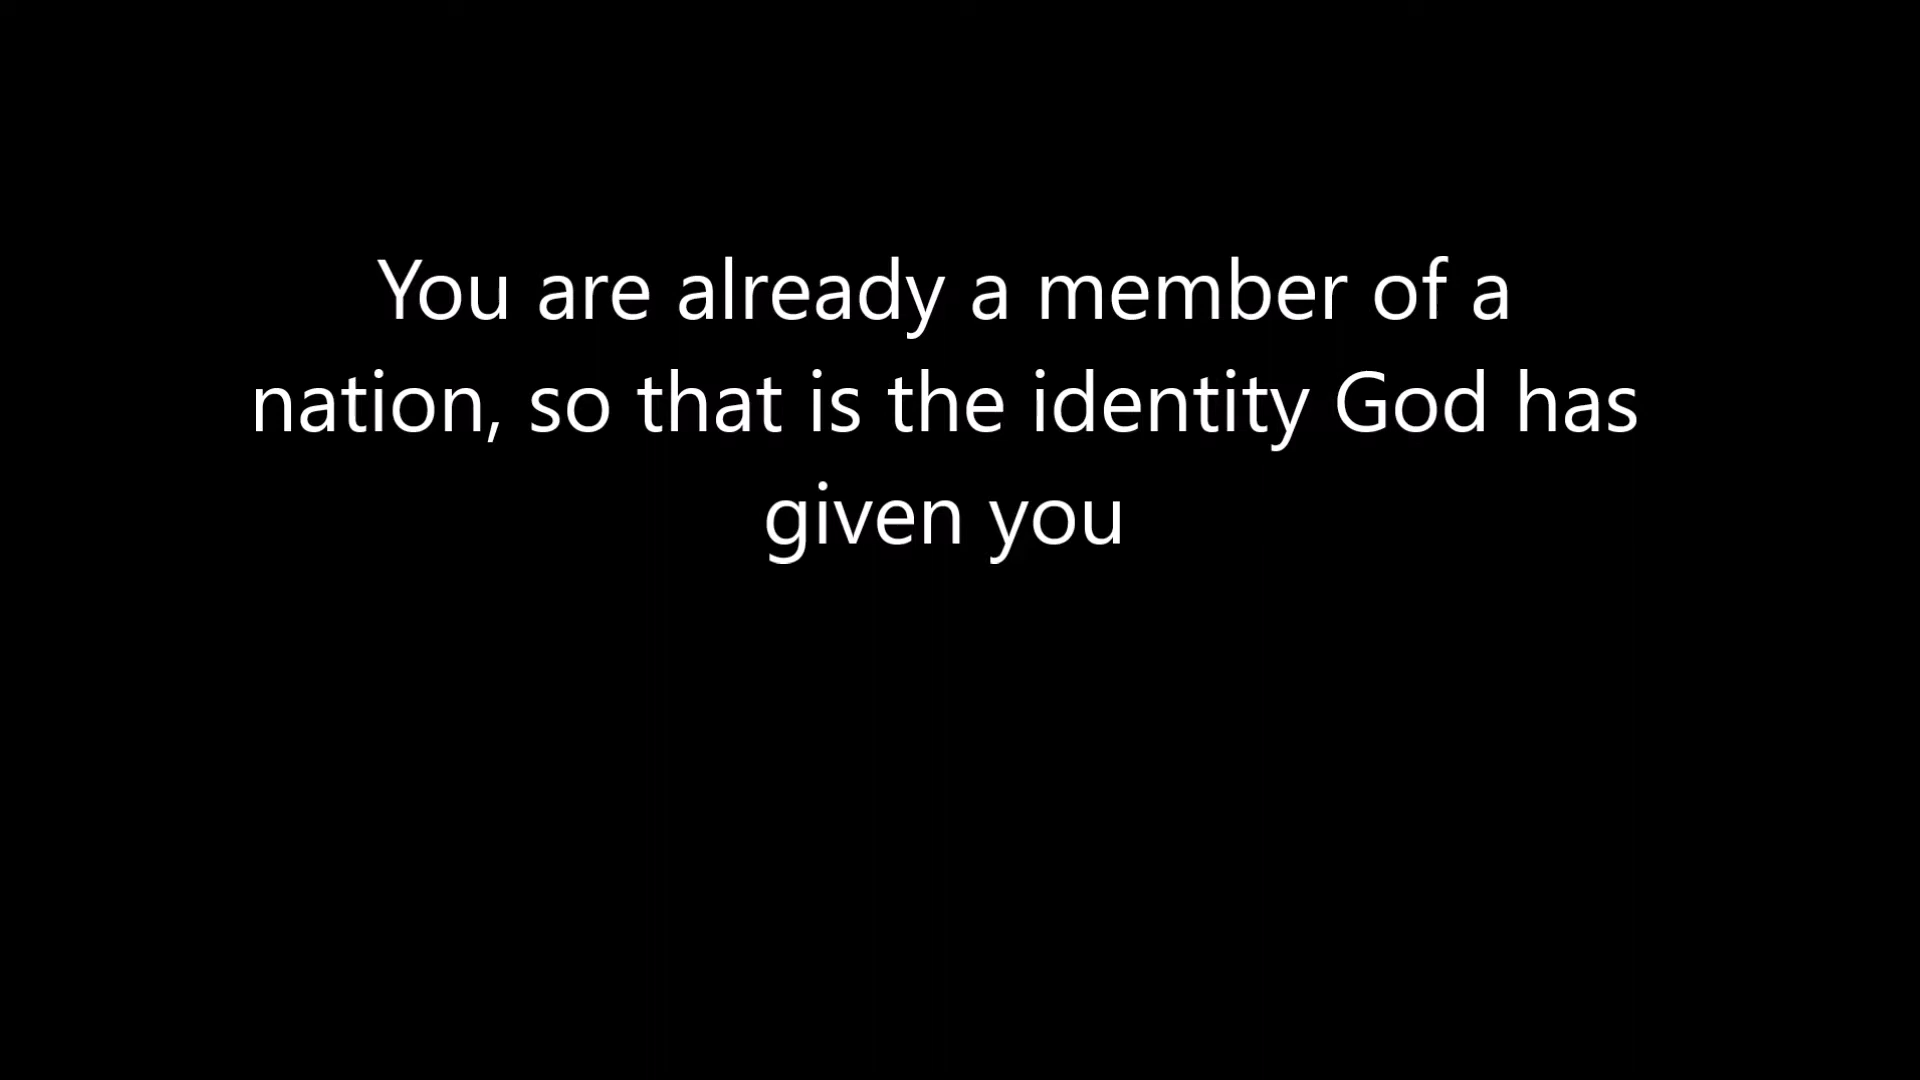 You are already a member of a
nation, so that is the identity God has
given you